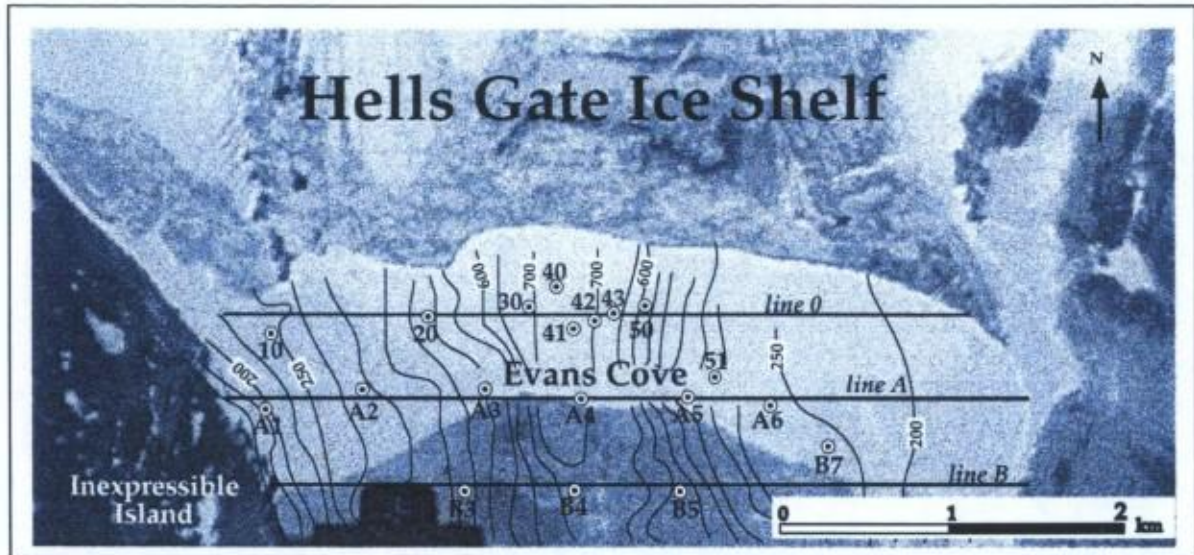 Hells Gate Ice Shelf
N
-600-
-700-
40
-700-
-600-
30
42
43
line 0
10
20
41
50
250-
200
250
51
Evans Cove
line A
A1
A2
A3
A4
A5
A6
200
B7
Inexpressible
Island
line B
B3
B4
B5
0
1
2
km